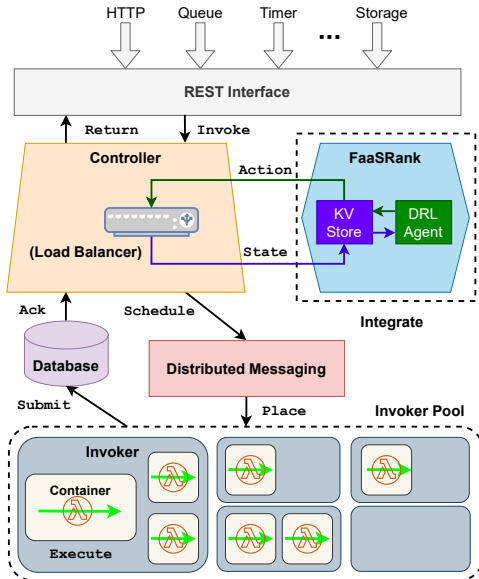 HTTP Queue Timer ... Storage
REST Interface
Return Invoke
Controller
FaaSRank
Action
KV
Store
DRL
Agent
(Load Balancer)
State
Ack
Schedule
Integrate
Database
Distributed Messaging
Submit
Place
Invoker Pool
Invoker
Container
λ
λ
λ
λ
λ
λ
λ
Execute